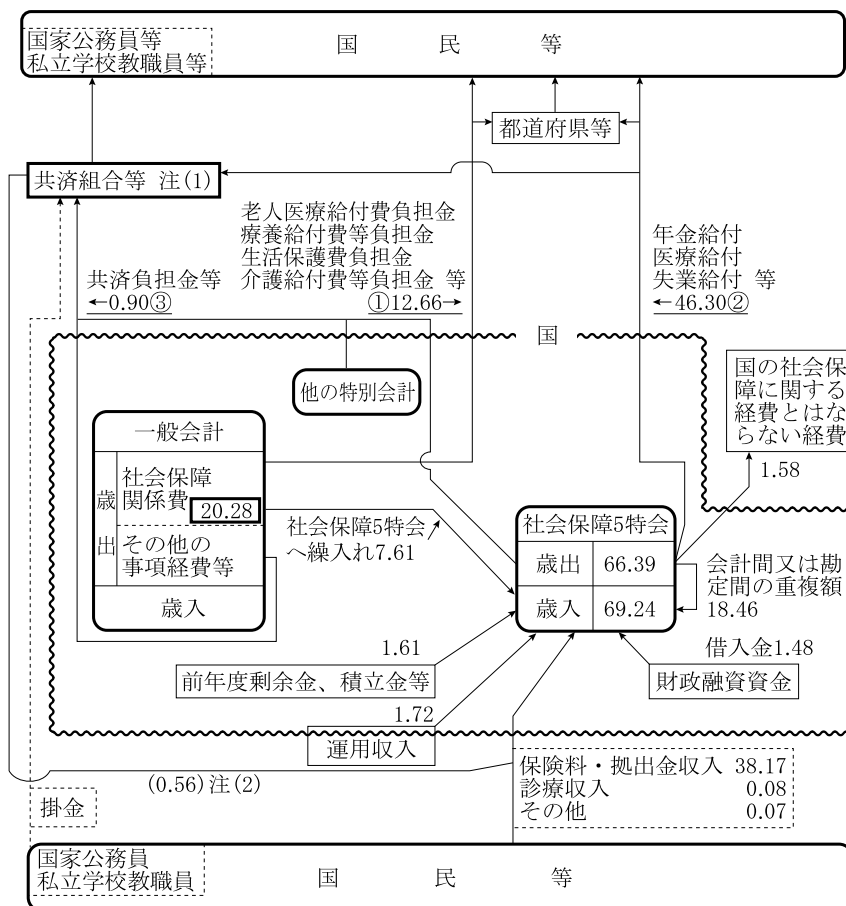 国家公務員等
私立学校教職員等
国民等
都道府県等
共済組合等 注(1)
老人医療給付費負担金
療養給付費等負担金
生活保護費負担金
介護給付費等負担金 等
①12.66→
年金給付
医療給付
失業給付 等
←46.30②
共済負担金等
←0.90③
国
他の特別会計
国の社会保
障に関する
経費とはな
らない経費
1.58
一般会計
歳出
社会保障
関係費 20.28
その他の
事項経費等
歳入
社会保障5特会
へ繰入れ7.61
社会保障5特会
歳出 66.39
歳入 69.24
会計間又は勘
定間の重複額
18.46
1.61
前年度剰余金、積立金等
借入金1.48
財政融資資金
1.72
運用収入
(0.56)注(2)
保険料・拠出金収入 38.17
診療収入 0.08
その他 0.07
掛金
国家公務員
私立学校教職員
国民等